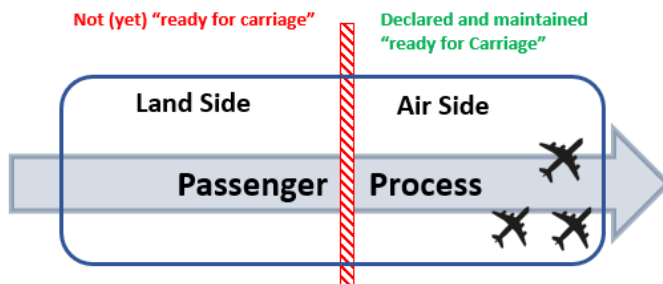 Not (yet) “ready for carriage”
Declared and maintained
“ready for Carriage”
Land Side
Air Side
Passenger Process